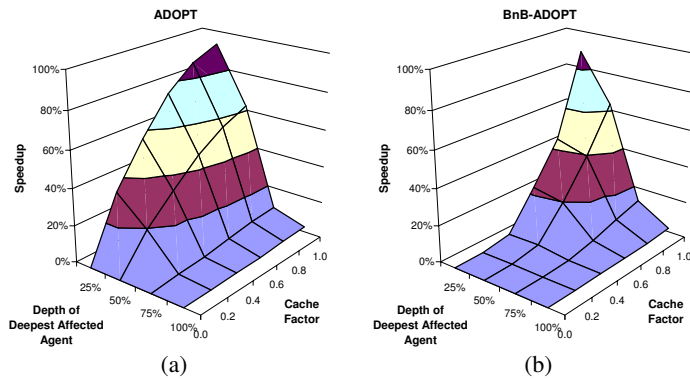 ADOPT
BnB-ADOPT
100%
80%
60%
40%
20%
0%
Speedup
25%
50%
75%
100%
0.0
0.2
0.4
0.6
0.8
1.0
Depth of
Deepest Affected
Agent
Cache
Factor
100%
80%
60%
40%
20%
0%
Speedup
25%
50%
75%
100%
0.0
0.2
0.4
0.6
0.8
1.0
Depth of
Deepest Affected
Agent
Cache
Factor
(a)
(b)